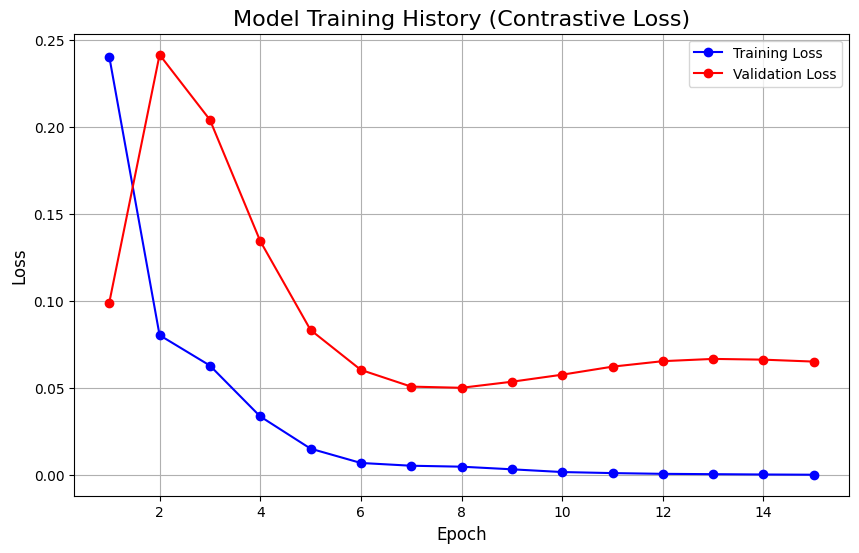 Model Training History (Contrastive Loss)
Training Loss
Validation Loss
Loss
0.25
0.20
0.15
0.10
0.05
0.00
2 4 6 8 10 12 14
Epoch